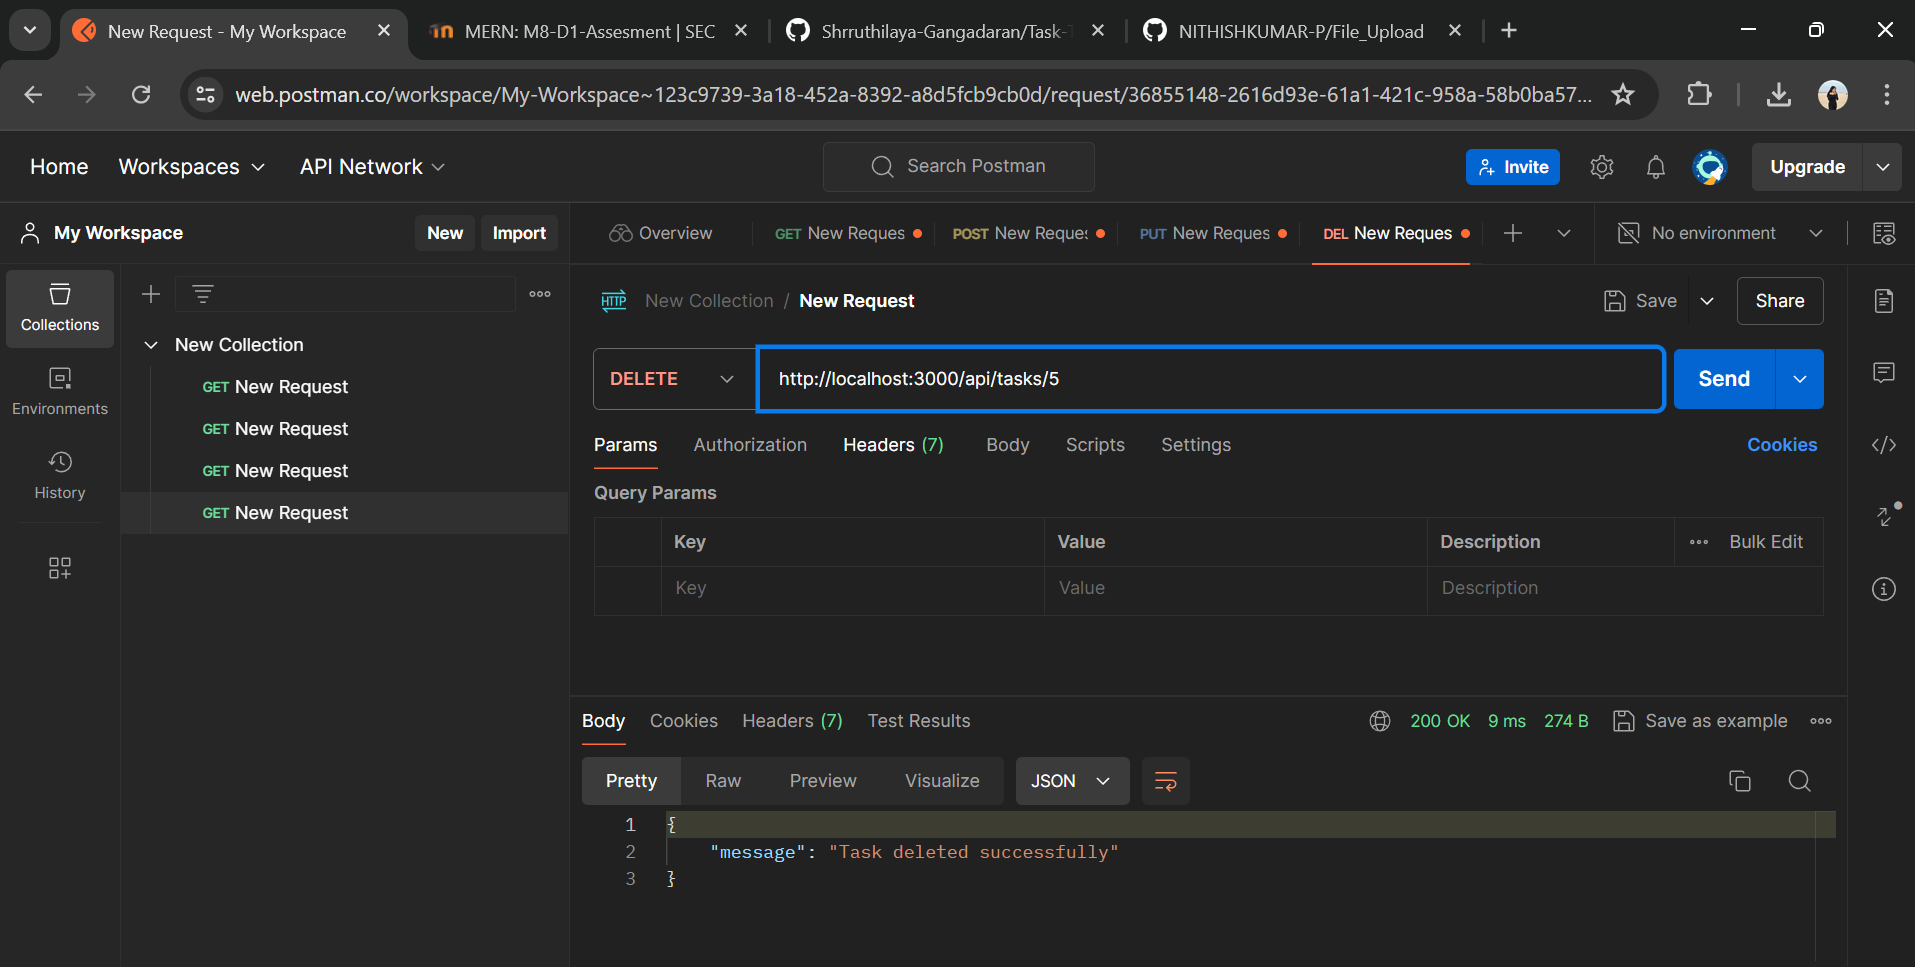 New Request - My Workspace
MERN: M8-D1-Assesment | SEC
Shrruthilaya-Gangadaran/Task-
NITHISHKUMAR-P/File_Upload
web.postman.co/workspace/My-Workspace~123c9739-3a18-452a-8392-a8d5fcb9cb0d/request/36855148-2616d93e-61a1-421c-958a-58b0ba57...
Home Workspaces API Network Search Postman Invite Upgrade
My Workspace New Import
Overview GET New Reques POST New Reques PUT New Reques DEL New Reques No environment
Collections
Environments
History
New Collection
GET New Request
GET New Request
GET New Request
GET New Request
HTTP New Collection / New Request Save Share
DELETE http://localhost:3000/api/tasks/5 Send
Params Authorization Headers (7) Body Scripts Settings Cookies
Query Params
Key Value Description Bulk Edit
Key Value Description
Body Cookies Headers (7) Test Results 200 OK 9 ms 274 B Save as example
Pretty Raw Preview Visualize JSON
1 {
2 "message": "Task deleted successfully"
3 }